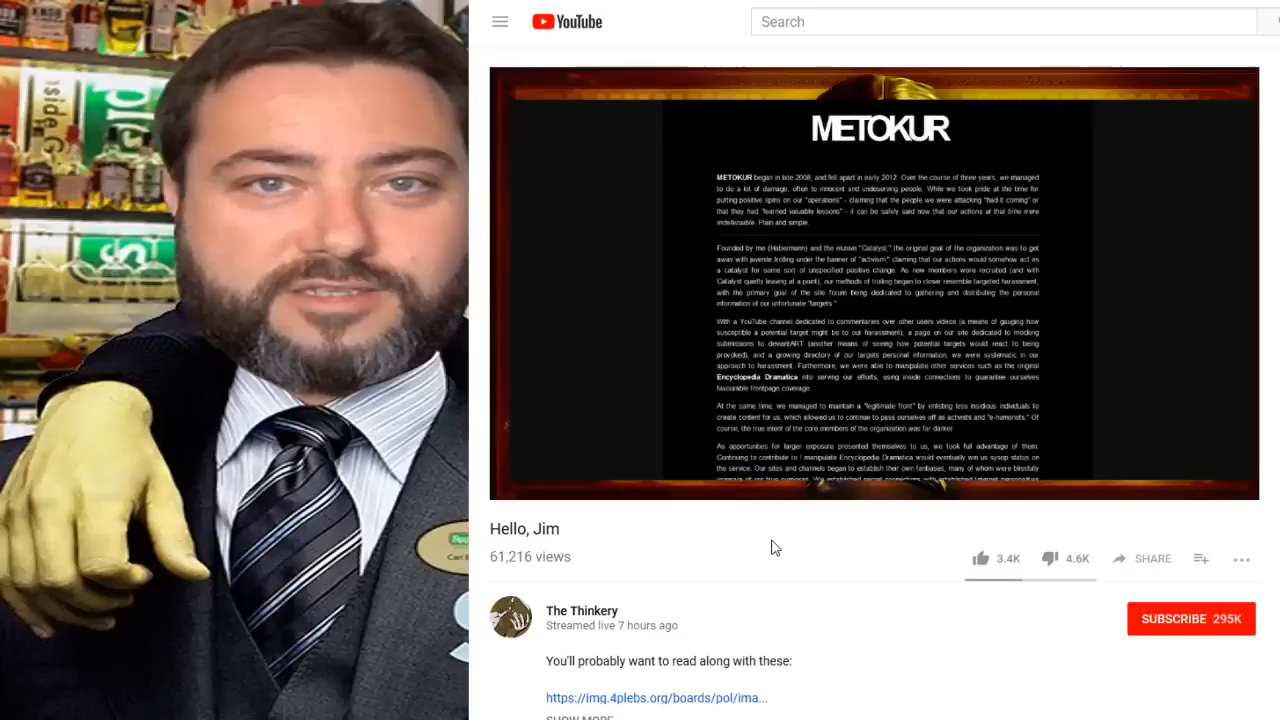 YouTube
Search
METOKUR
METOKUR began in late 2008, and fell apart in early 2012. Over the course of three years, we managed
to do a lot of damage, often to innocent and undeserving people. While we took pride at the time for
putting positive spins on our "operations" - claiming that the people we were attacking "had it coming" or
that they had "learned valuable lessons" - it can be safely said now that our actions at that time were
indefensible. Plain and simple.
Founded by me (Habermann) and the elusive "Catalyst," the original goal of the organization was to get
away with juvenile trolling under the banner of "activism," claiming that our actions would somehow act as
a catalyst for some sort of unspecified positive change. As new members were recruited (and with
Catalyst quietly leaving at a point), our methods of trolling began to closer resemble targeted harassment,
with the primary goal of the site forum being dedicated to gathering and distributing the personal
information of our unfortunate "targets."
With a YouTube channel dedicated to commentaries over other users videos (a means of gauging how
susceptible a potential target might be to our harassment), a page on our site dedicated to mocking
submissions to deviantART (another means of seeing how potential targets would react to being
provoked), and a growing directory of our targets personal information, we were systematic in our
approach to harassment. Furthermore, we were able to manipulate other services such as the original
Encyclopedia Dramatica into serving our efforts, using inside connections to guarantee ourselves
favourable frontpage coverage.
At the same time, we managed to maintain a "legitimate front" by enlisting less insidious individuals to
create content for us, which allowed us to continue to pass ourselves off as activists and "e-humorists." Of
course, the true intent of the core members of the organization was far darker
As opportunities for larger exposure presented themselves to us, we took full advantage of them.
Continuing to contribute to / manipulate Encyclopedia Dramatica would eventually win us sysop status on
the service. Our sites and channels began to establish their own fanbases, many of whom were blissfully
unaware of our true purposes. We established secret connections with established Internet personalities
Hello, Jim
61,216 views
3.4K
4.6K
SHARE
The Thinkery
Streamed live 7 hours ago
SUBSCRIBE 295K
You'll probably want to read along with these:
https://img.4plebs.org/boards/pol/ima...
SHOW MORE
side.G